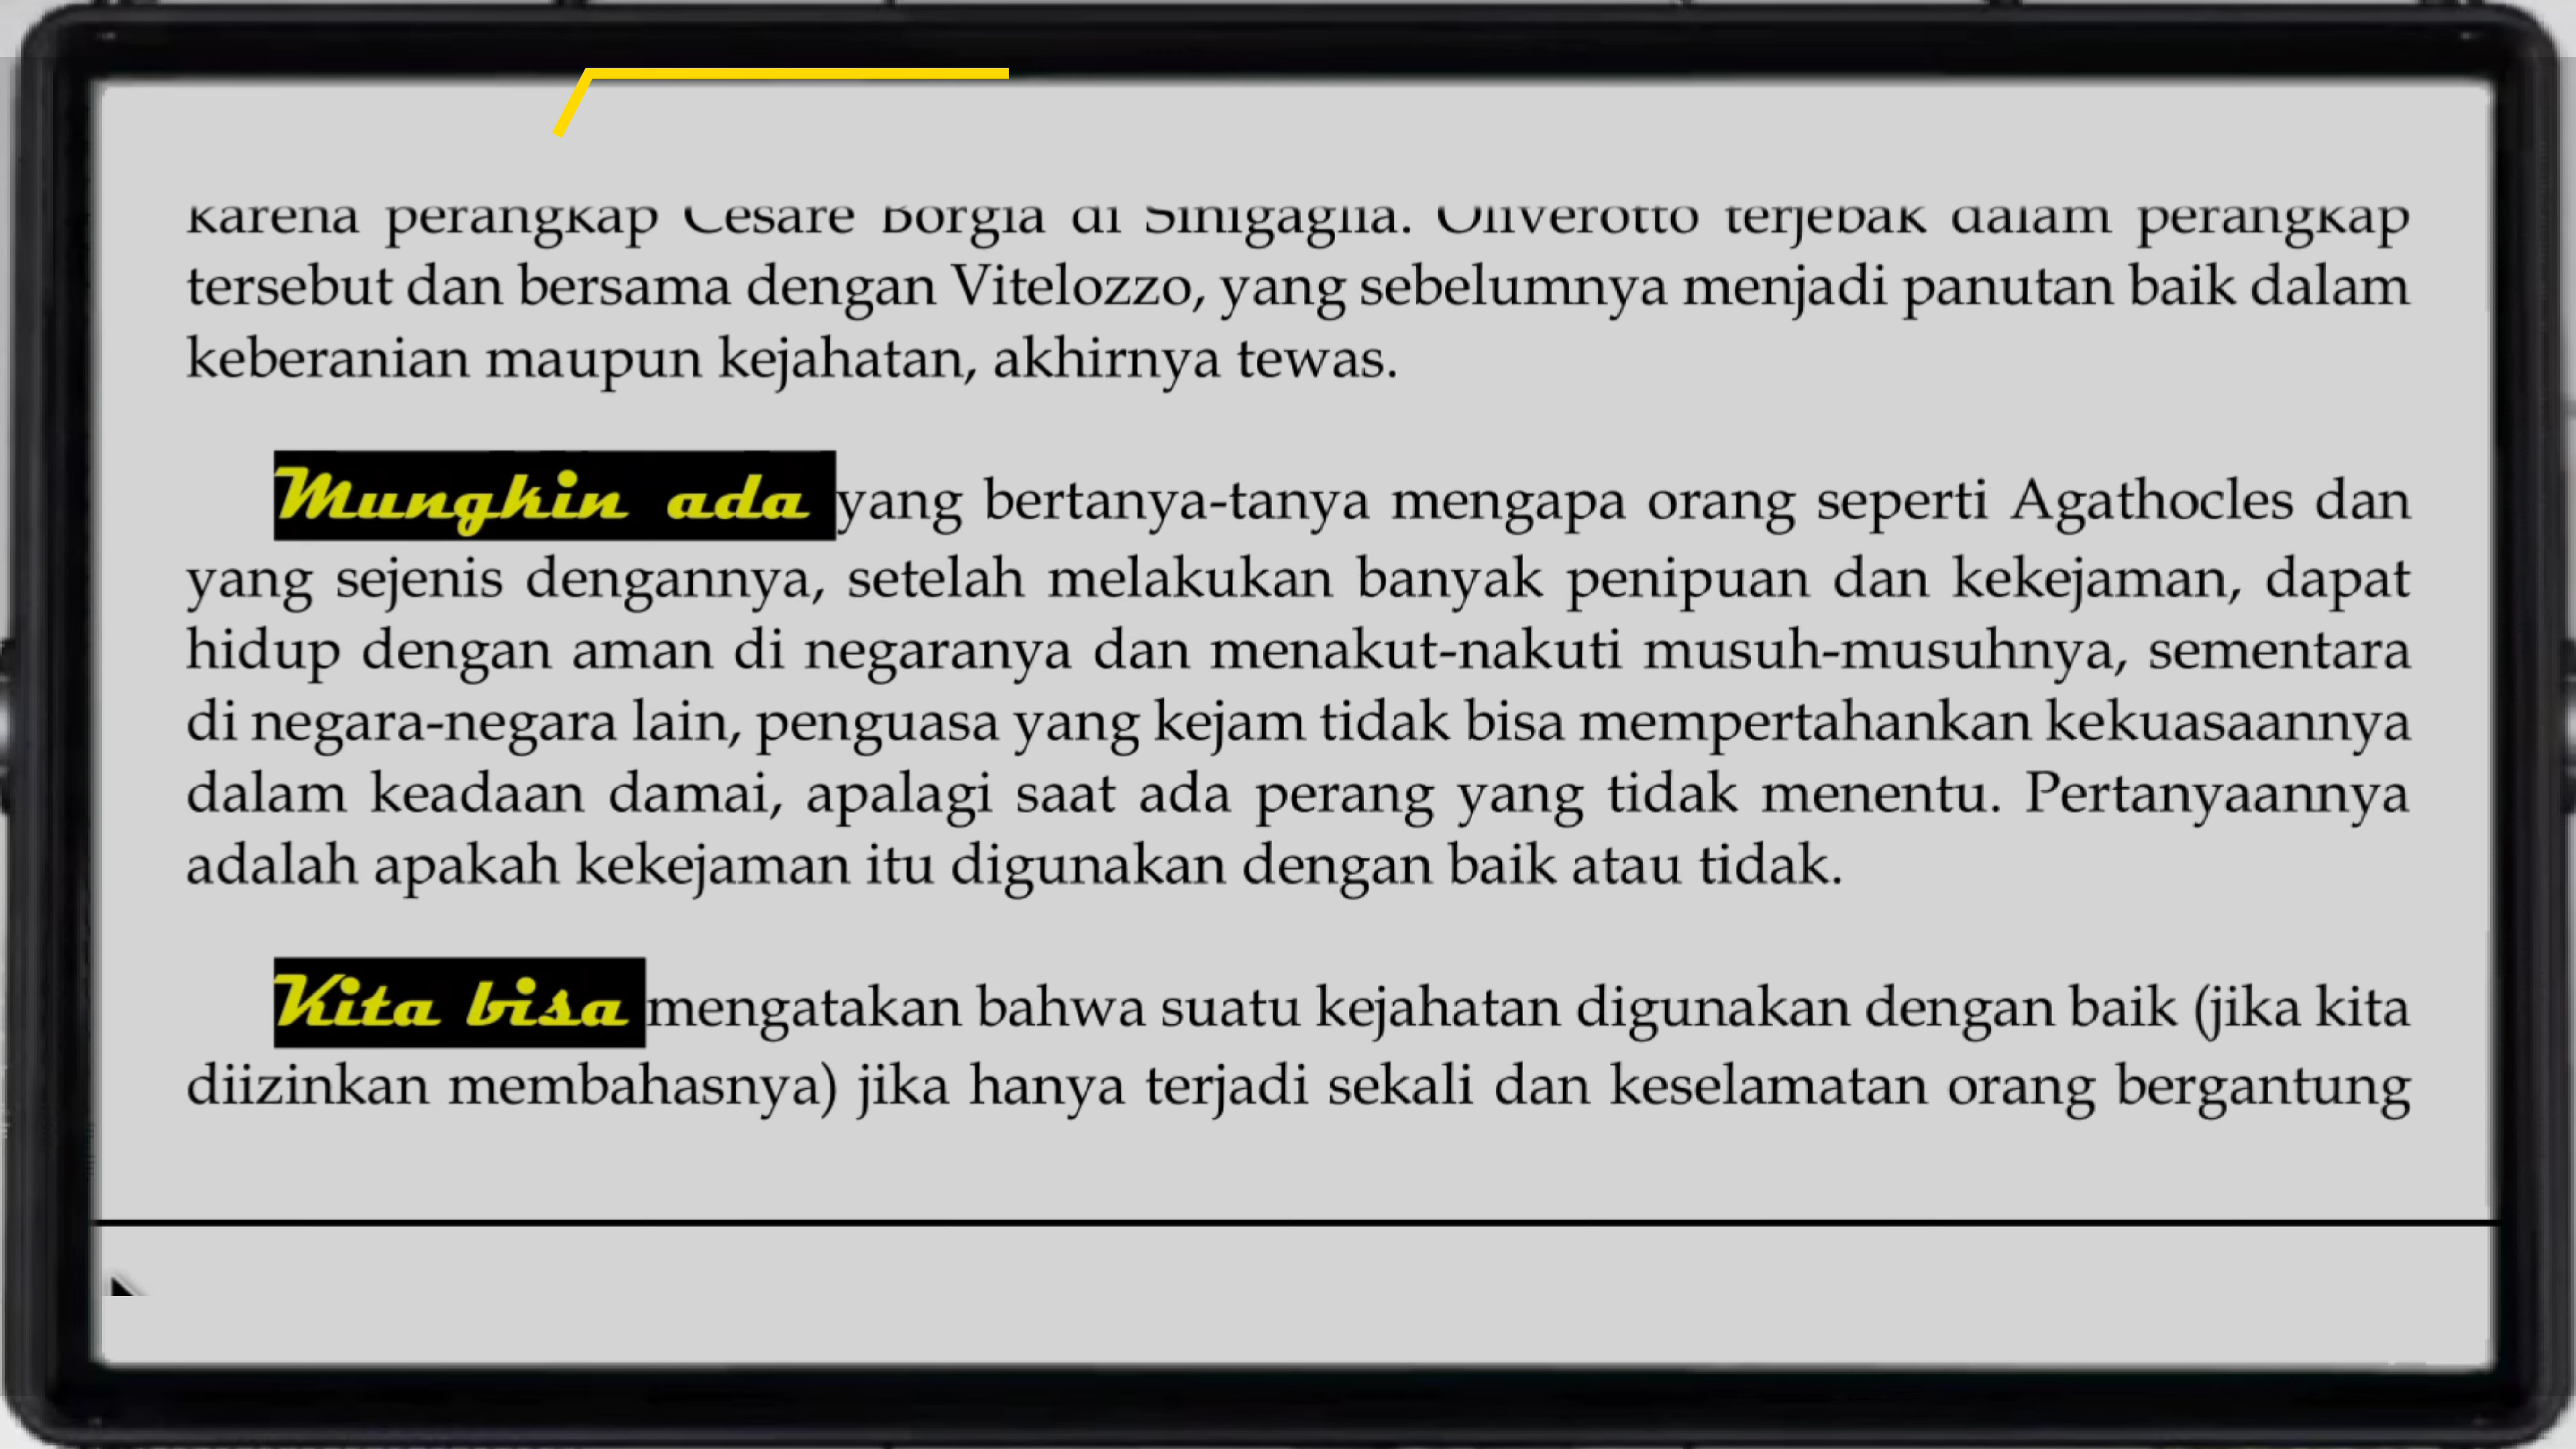 karena perangkap Cesare Borgia di Sinigaglia. Oliverotto terjebak dalam perangkap
tersebut dan bersama dengan Vitelozzo, yang sebelumnya menjadi panutan baik dalam
keberanian maupun kejahatan, akhirnya tewas.
Mungkin ada yang bertanya-tanya mengapa orang seperti Agathocles dan
yang sejenis dengannya, setelah melakukan banyak penipuan dan kekejaman, dapat
hidup dengan aman di negaranya dan menakut-nakuti musuh-musuhnya, sementara
di negara-negara lain, penguasa yang kejam tidak bisa mempertahankan kekuasaannya
dalam keadaan damai, apalagi saat ada perang yang tidak menentu. Pertanyaannya
adalah apakah kekejaman itu digunakan dengan baik atau tidak.
Kita bisa mengatakan bahwa suatu kejahatan digunakan dengan baik (jika kita
diizinkan membahasnya) jika hanya terjadi sekali dan keselamatan orang bergantung